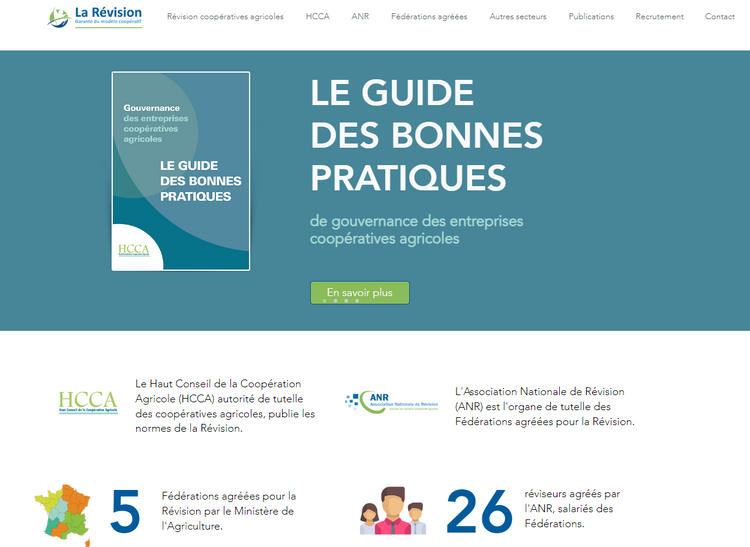 La Révision
Garante du modèle coopératif
Révision coopératives agricoles HCCA ANR Fédérations agréées Autres secteurs Publications Recrutement Contact
Gouvernance
des entreprises
coopératives
agricoles
LE GUIDE
DES BONNES
PRATIQUES
HCCA
LE GUIDE
DES BONNES
PRATIQUES
de gouvernance des entreprises
coopératives agricoles
En savoir plus
HCCA
Haut Conseil de la Coopération Agricole
Le Haut Conseil de la Coopération
Agricole (HCCA) autorité de tutelle
des coopératives agricoles, publie les
normes de la Révision.
ANR
Association Nationale de Révision
L'Association Nationale de Révision
(ANR) est l'organe de tutelle des
Fédérations agréées pour la Révision.
5
Fédérations agréées pour la
Révision par le Ministère de
l'Agriculture.
26
réviseurs agréés par
l'ANR, salariés des
Fédérations.